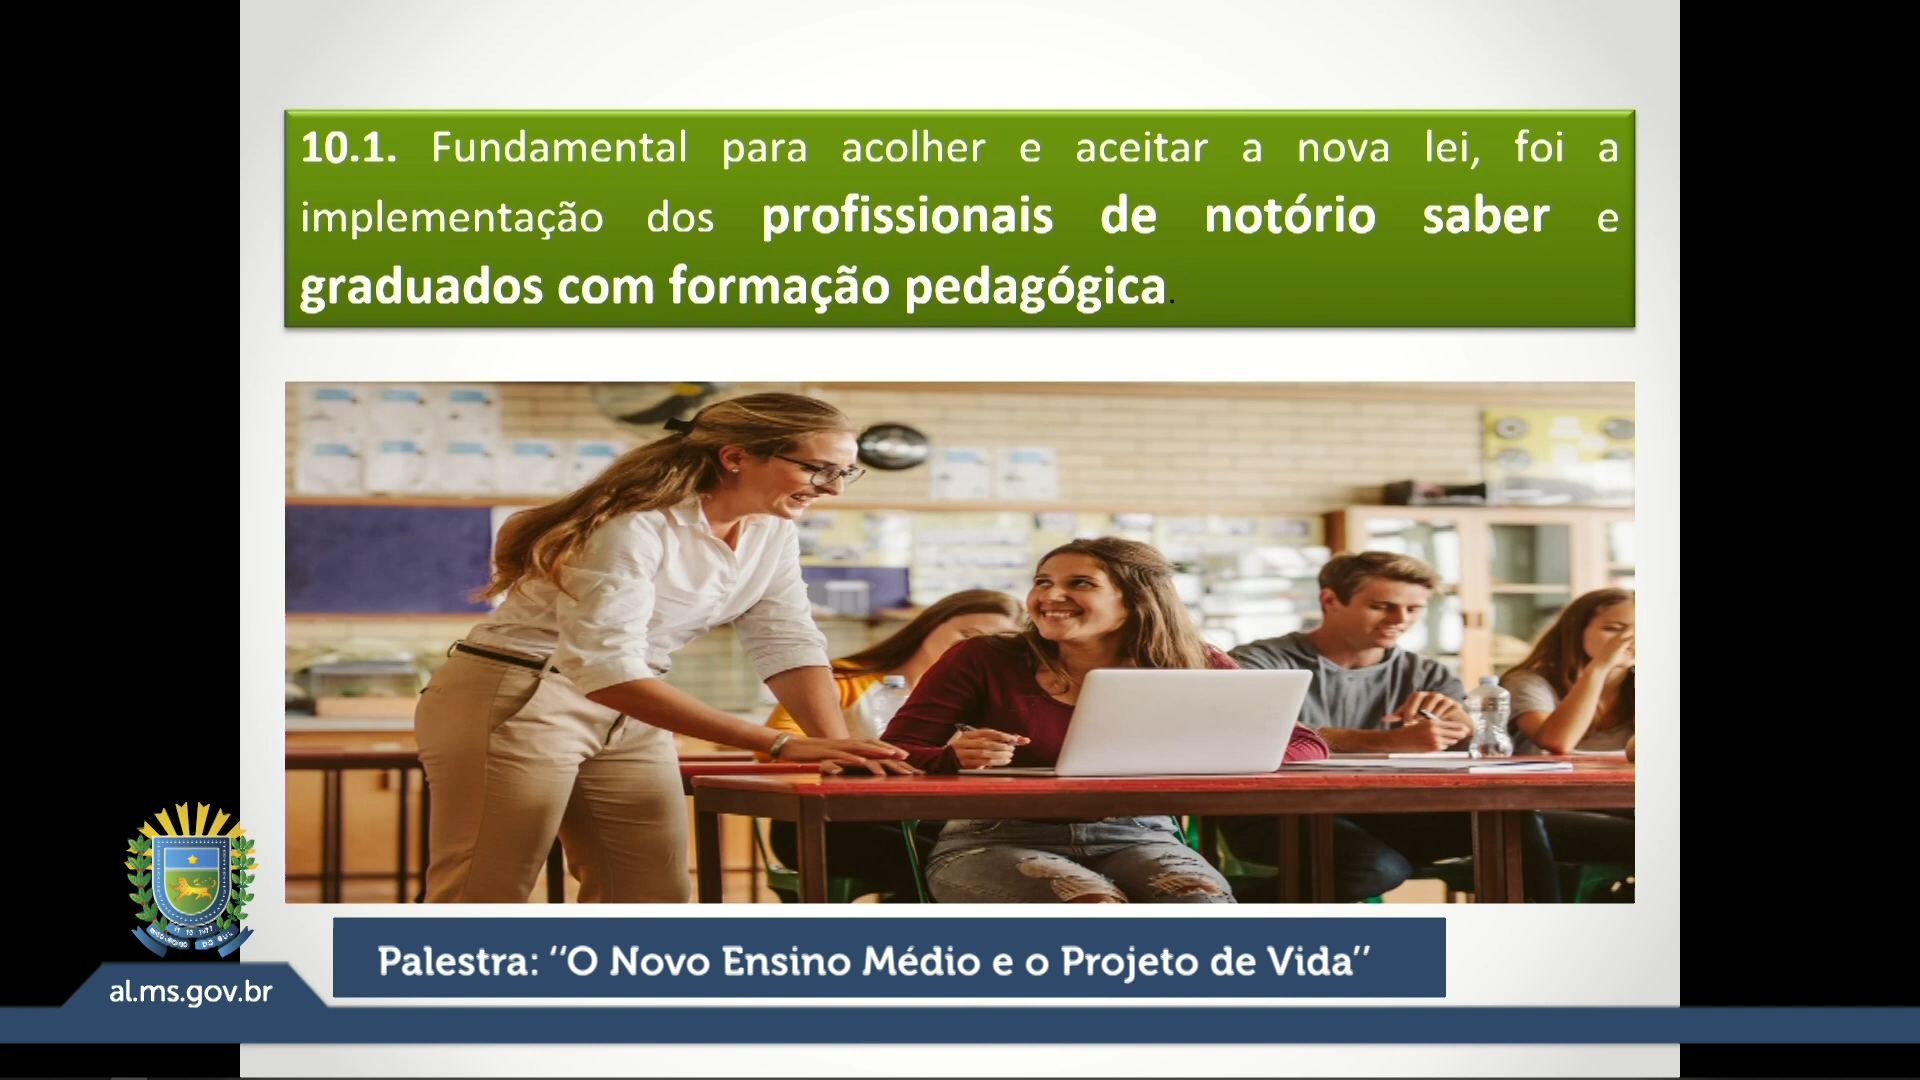 10.1. Fundamental para acolher e aceitar a nova lei, foi a
implementação dos profissionais de notório saber e
graduados com formação pedagógica.
Palestra: ‘‘O Novo Ensino Médio e o Projeto de Vida’’
al.ms.gov.br